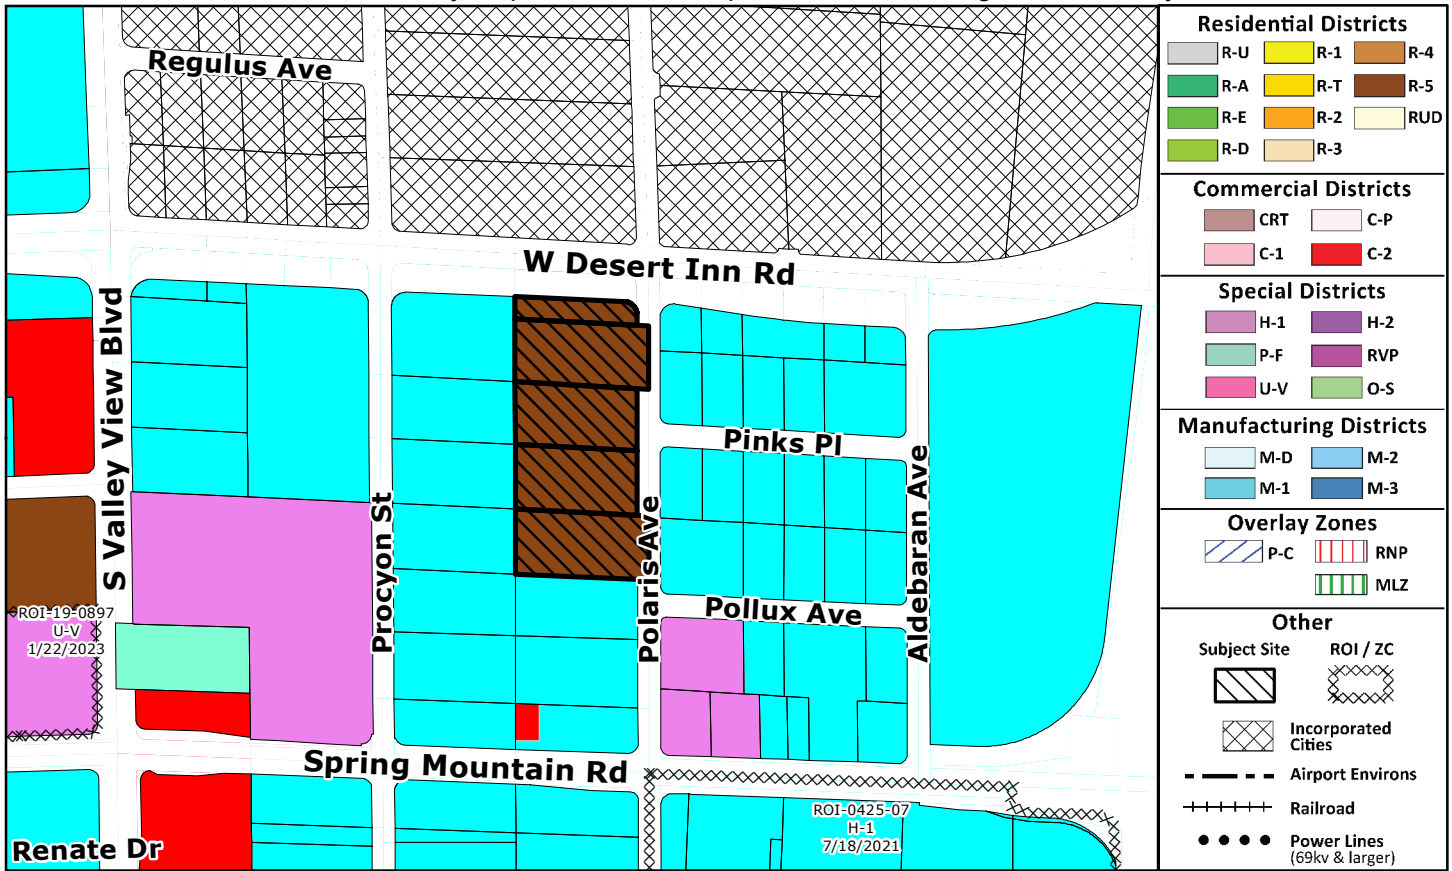 Regulus Ave
W Desert Inn Rd
S Valley View Blvd
Pinks Pl
Procyon St
Polaris Ave
Aldebaran Ave
Pollux Ave
ROI-19-0897
U-V
1/22/2023
Spring Mountain Rd
ROI-0425-07
H-1
7/18/2021
Renate Dr
Residential Districts
R-U R-1 R-4
R-A R-T R-5
R-E R-2 RUD
R-D R-3
Commercial Districts
CRT C-P
C-1 C-2
Special Districts
H-1 H-2
P-F RVP
U-V O-S
Manufacturing Districts
M-D M-2
M-1 M-3
Overlay Zones
P-C RNP
MLZ
Other
Subject Site ROI / ZC
Incorporated
Cities
Airport Environs
Railroad
Power Lines
(69kv & larger)